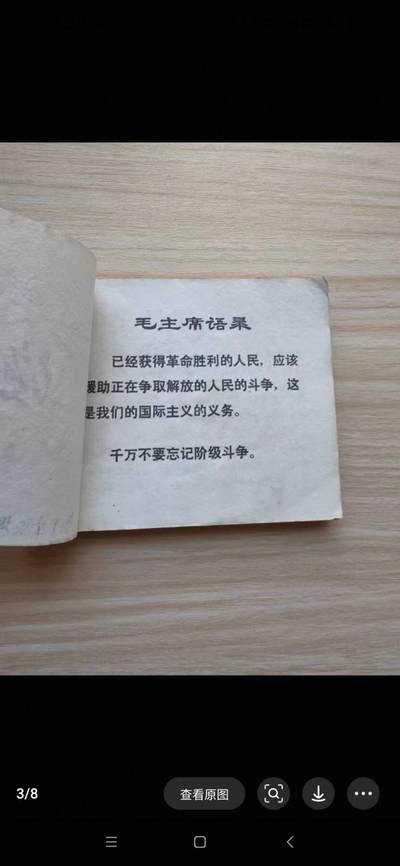 毛主席语录
已经获得革命胜利的人民，应该
援助正在争取解放的人民的斗争，这
是我们的国际主义的义务。
千万不要忘记阶级斗争。
3/8
查看原图